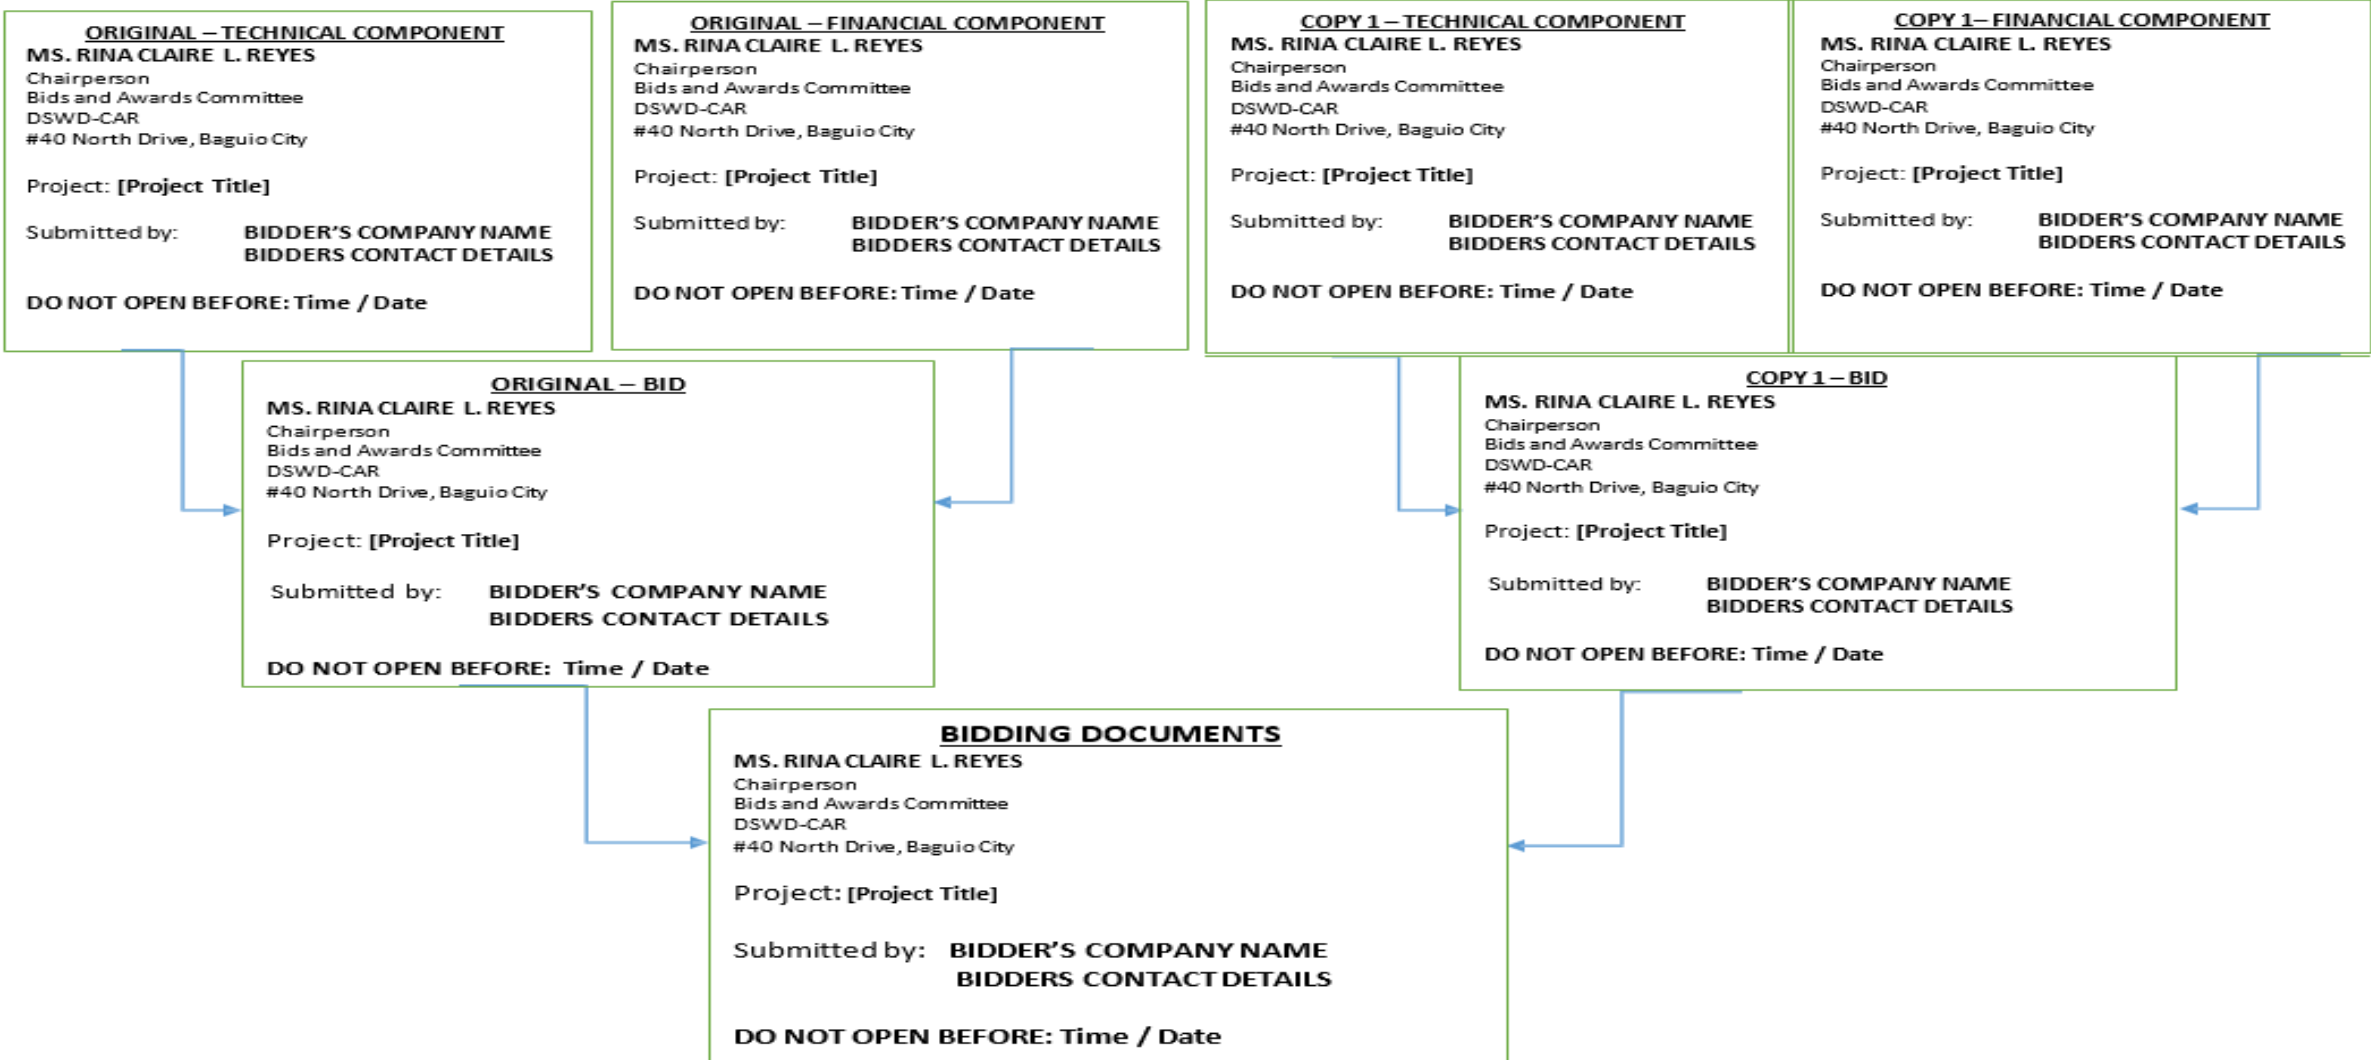 ORIGINAL – TECHNICAL COMPONENT
MS. RINA CLAIRE L. REYES
Chairperson
Bids and Awards Committee
DSWD-CAR
#40 North Drive, Baguio City
Project: [Project Title]
Submitted by: BIDDER’S COMPANY NAME
BIDDERS CONTACT DETAILS
DO NOT OPEN BEFORE: Time / Date
ORIGINAL – FINANCIAL COMPONENT
MS. RINA CLAIRE L. REYES
Chairperson
Bids and Awards Committee
DSWD-CAR
#40 North Drive, Baguio City
Project: [Project Title]
Submitted by: BIDDER’S COMPANY NAME
BIDDERS CONTACT DETAILS
DO NOT OPEN BEFORE: Time / Date
COPY 1 – TECHNICAL COMPONENT
MS. RINA CLAIRE L. REYES
Chairperson
Bids and Awards Committee
DSWD-CAR
#40 North Drive, Baguio City
Project: [Project Title]
Submitted by: BIDDER’S COMPANY NAME
BIDDERS CONTACT DETAILS
DO NOT OPEN BEFORE: Time / Date
COPY 1– FINANCIAL COMPONENT
MS. RINA CLAIRE L. REYES
Chairperson
Bids and Awards Committee
DSWD-CAR
#40 North Drive, Baguio City
Project: [Project Title]
Submitted by: BIDDER’S COMPANY NAME
BIDDERS CONTACT DETAILS
DO NOT OPEN BEFORE: Time / Date
ORIGINAL – BID
MS. RINA CLAIRE L. REYES
Chairperson
Bids and Awards Committee
DSWD-CAR
#40 North Drive, Baguio City
Project: [Project Title]
Submitted by: BIDDER’S COMPANY NAME
BIDDERS CONTACT DETAILS
DO NOT OPEN BEFORE: Time / Date
COPY 1 – BID
MS. RINA CLAIRE L. REYES
Chairperson
Bids and Awards Committee
DSWD-CAR
#40 North Drive, Baguio City
Project: [Project Title]
Submitted by: BIDDER’S COMPANY NAME
BIDDERS CONTACT DETAILS
DO NOT OPEN BEFORE: Time / Date
BIDDING DOCUMENTS
MS. RINA CLAIRE L. REYES
Chairperson
Bids and Awards Committee
DSWD-CAR
#40 North Drive, Baguio City
Project: [Project Title]
Submitted by: BIDDER’S COMPANY NAME
BIDDERS CONTACT DETAILS
DO NOT OPEN BEFORE: Time / Date